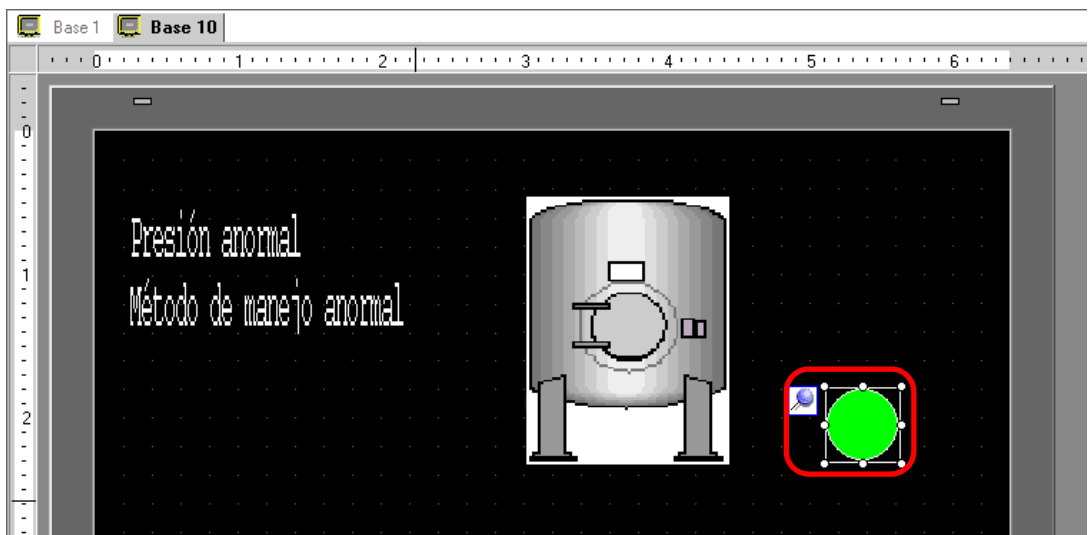 Base 1 Base 10
0 1 2 3 4 5 6
0
Presión anormal
1
Método de manejo anormal
2